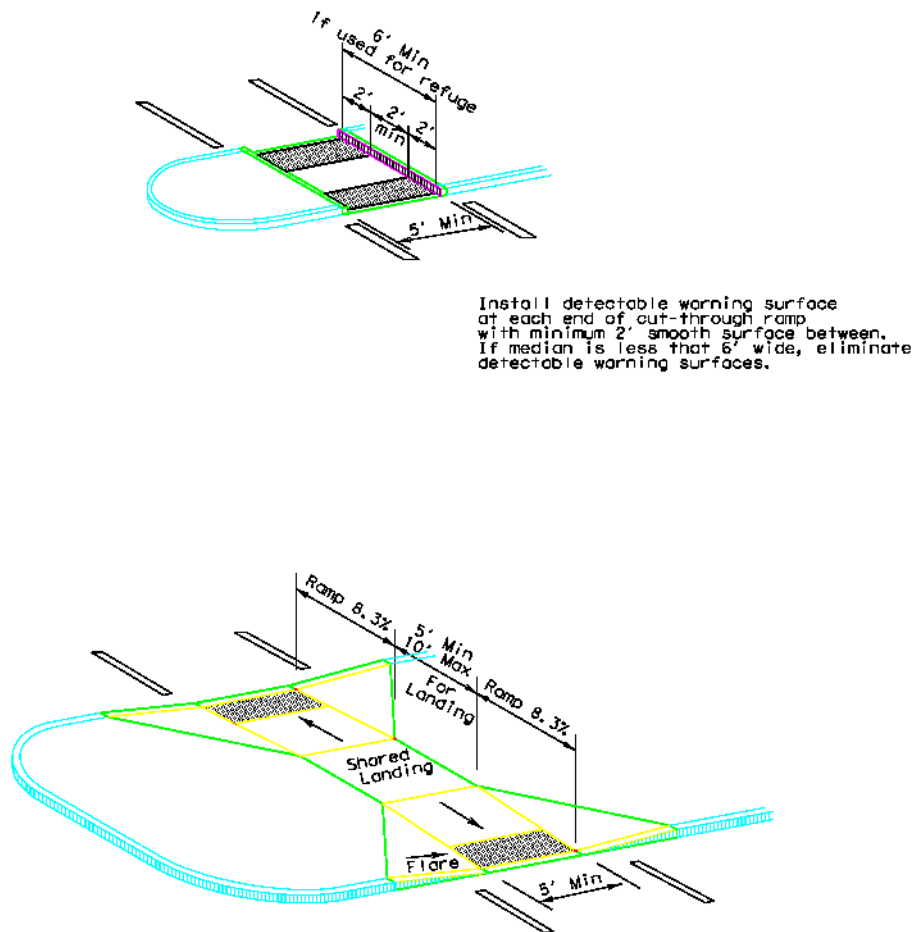 6' Min
If used for refuge
2'
2'
min
2'
5' Min
Install detectable warning surface
at each end of cut-through ramp
with minimum 2' smooth surface between.
If median is less that 6' wide, eliminate
detectable warning surfaces.
Ramp 8.3%
5' Min
10' Max
For
Landing
Ramp 8.3%
Shared
Landing
Flare
5' Min